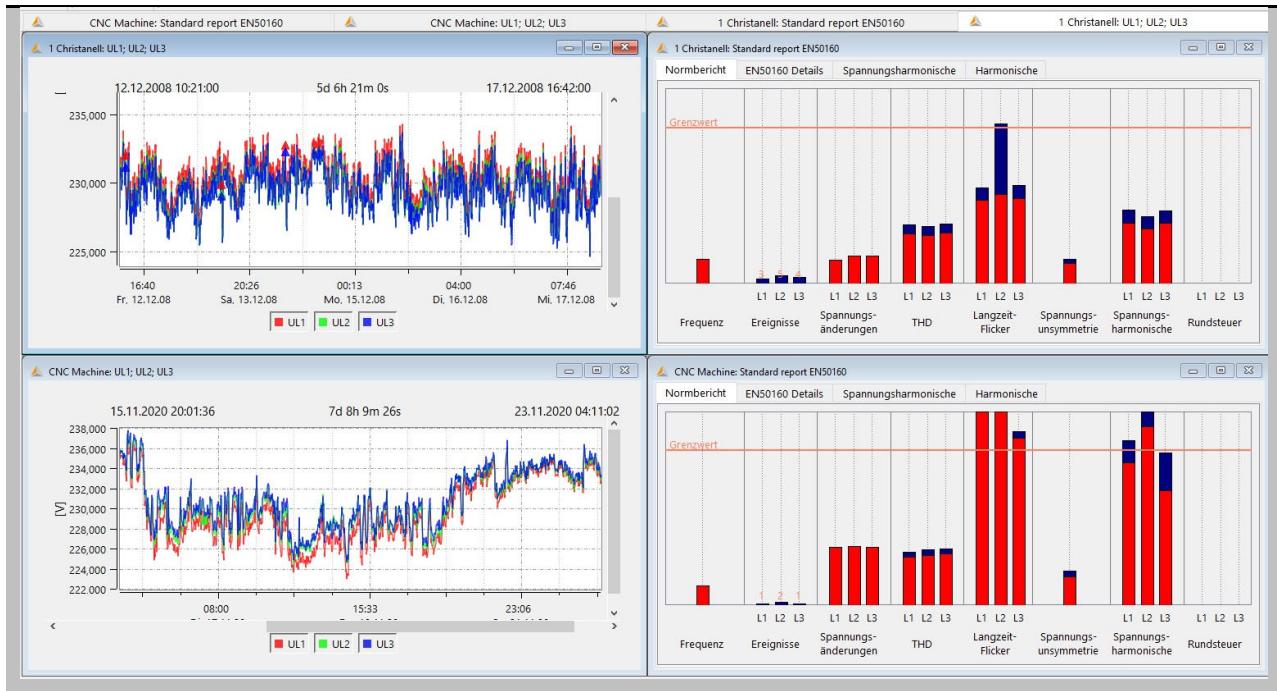 CNC Machine: Standard report EN50160
CNC Machine: UL1; UL2; UL3
1 Christanell: Standard report EN50160
1 Christanell: UL1; UL2; UL3
1 Christanell: UL1; UL2; UL3
12.12.2008 10:21:00 5d 6h 21m 0s 17.12.2008 16:42:00
235,000
230,000
225,000
16:40 20:26 00:13 04:00 07:46
Fr. 12.12.08 Sa. 13.12.08 Mo. 15.12.08 Di. 16.12.08 Mi. 17.12.08
UL1 UL2 UL3
1 Christanell: Standard report EN50160
Normbericht EN50160 Details Spannungsharmonische Harmonische
Grenzwert
3 5 4
L1 L2 L3 L1 L2 L3 L1 L2 L3 L1 L2 L3 L1 L2 L3 L1 L2 L3
Frequenz Ereignisse Spannungs- THD Langzeit- Spannungs- Spannungs- Rundsteuer
änderungen Flicker unsymmetrie harmonische
CNC Machine: UL1; UL2; UL3
15.11.2020 20:01:36 7d 8h 9m 26s 23.11.2020 04:11:02
238,000
236,000
234,000
232,000
[V]
230,000
228,000
226,000
224,000
222,000
08:00 15:33 23:06
UL1 UL2 UL3
CNC Machine: Standard report EN50160
Normbericht EN50160 Details Spannungsharmonische Harmonische
Grenzwert
1 2 1
L1 L2 L3 L1 L2 L3 L1 L2 L3 L1 L2 L3 L1 L2 L3 L1 L2 L3
Frequenz Ereignisse Spannungs- THD Langzeit- Spannungs- Spannungs- Rundsteuer
änderungen Flicker unsymmetrie harmonische